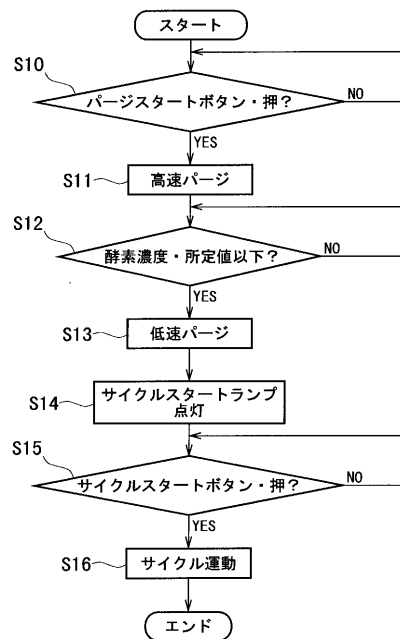 スタート
S10
パージスタートボタン・押?
NO
YES
S11
高速パージ
S12
酵素濃度・所定値以下?
NO
YES
S13
低速パージ
S14
サイクルスタートランプ
点灯
S15
サイクルスタートボタン・押?
NO
YES
S16
サイクル運動
エンド